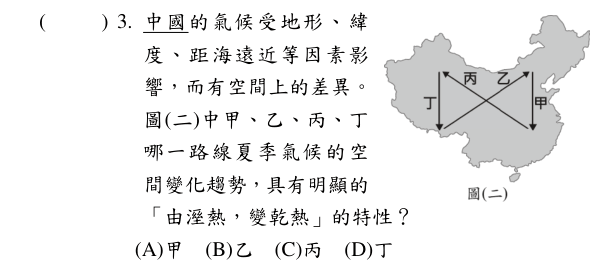 (　　) 3. 中國的氣候受地形、緯
度、距海遠近等因素影
響，而有空間上的差異。
圖(二)中甲、乙、丙、丁
哪一路線夏季氣候的空
間變化趨勢，具有明顯的
「由溼熱，變乾熱」的特性？
(A)甲　(B)乙　(C)丙　(D)丁
丙　乙
丁　甲
圖(二)